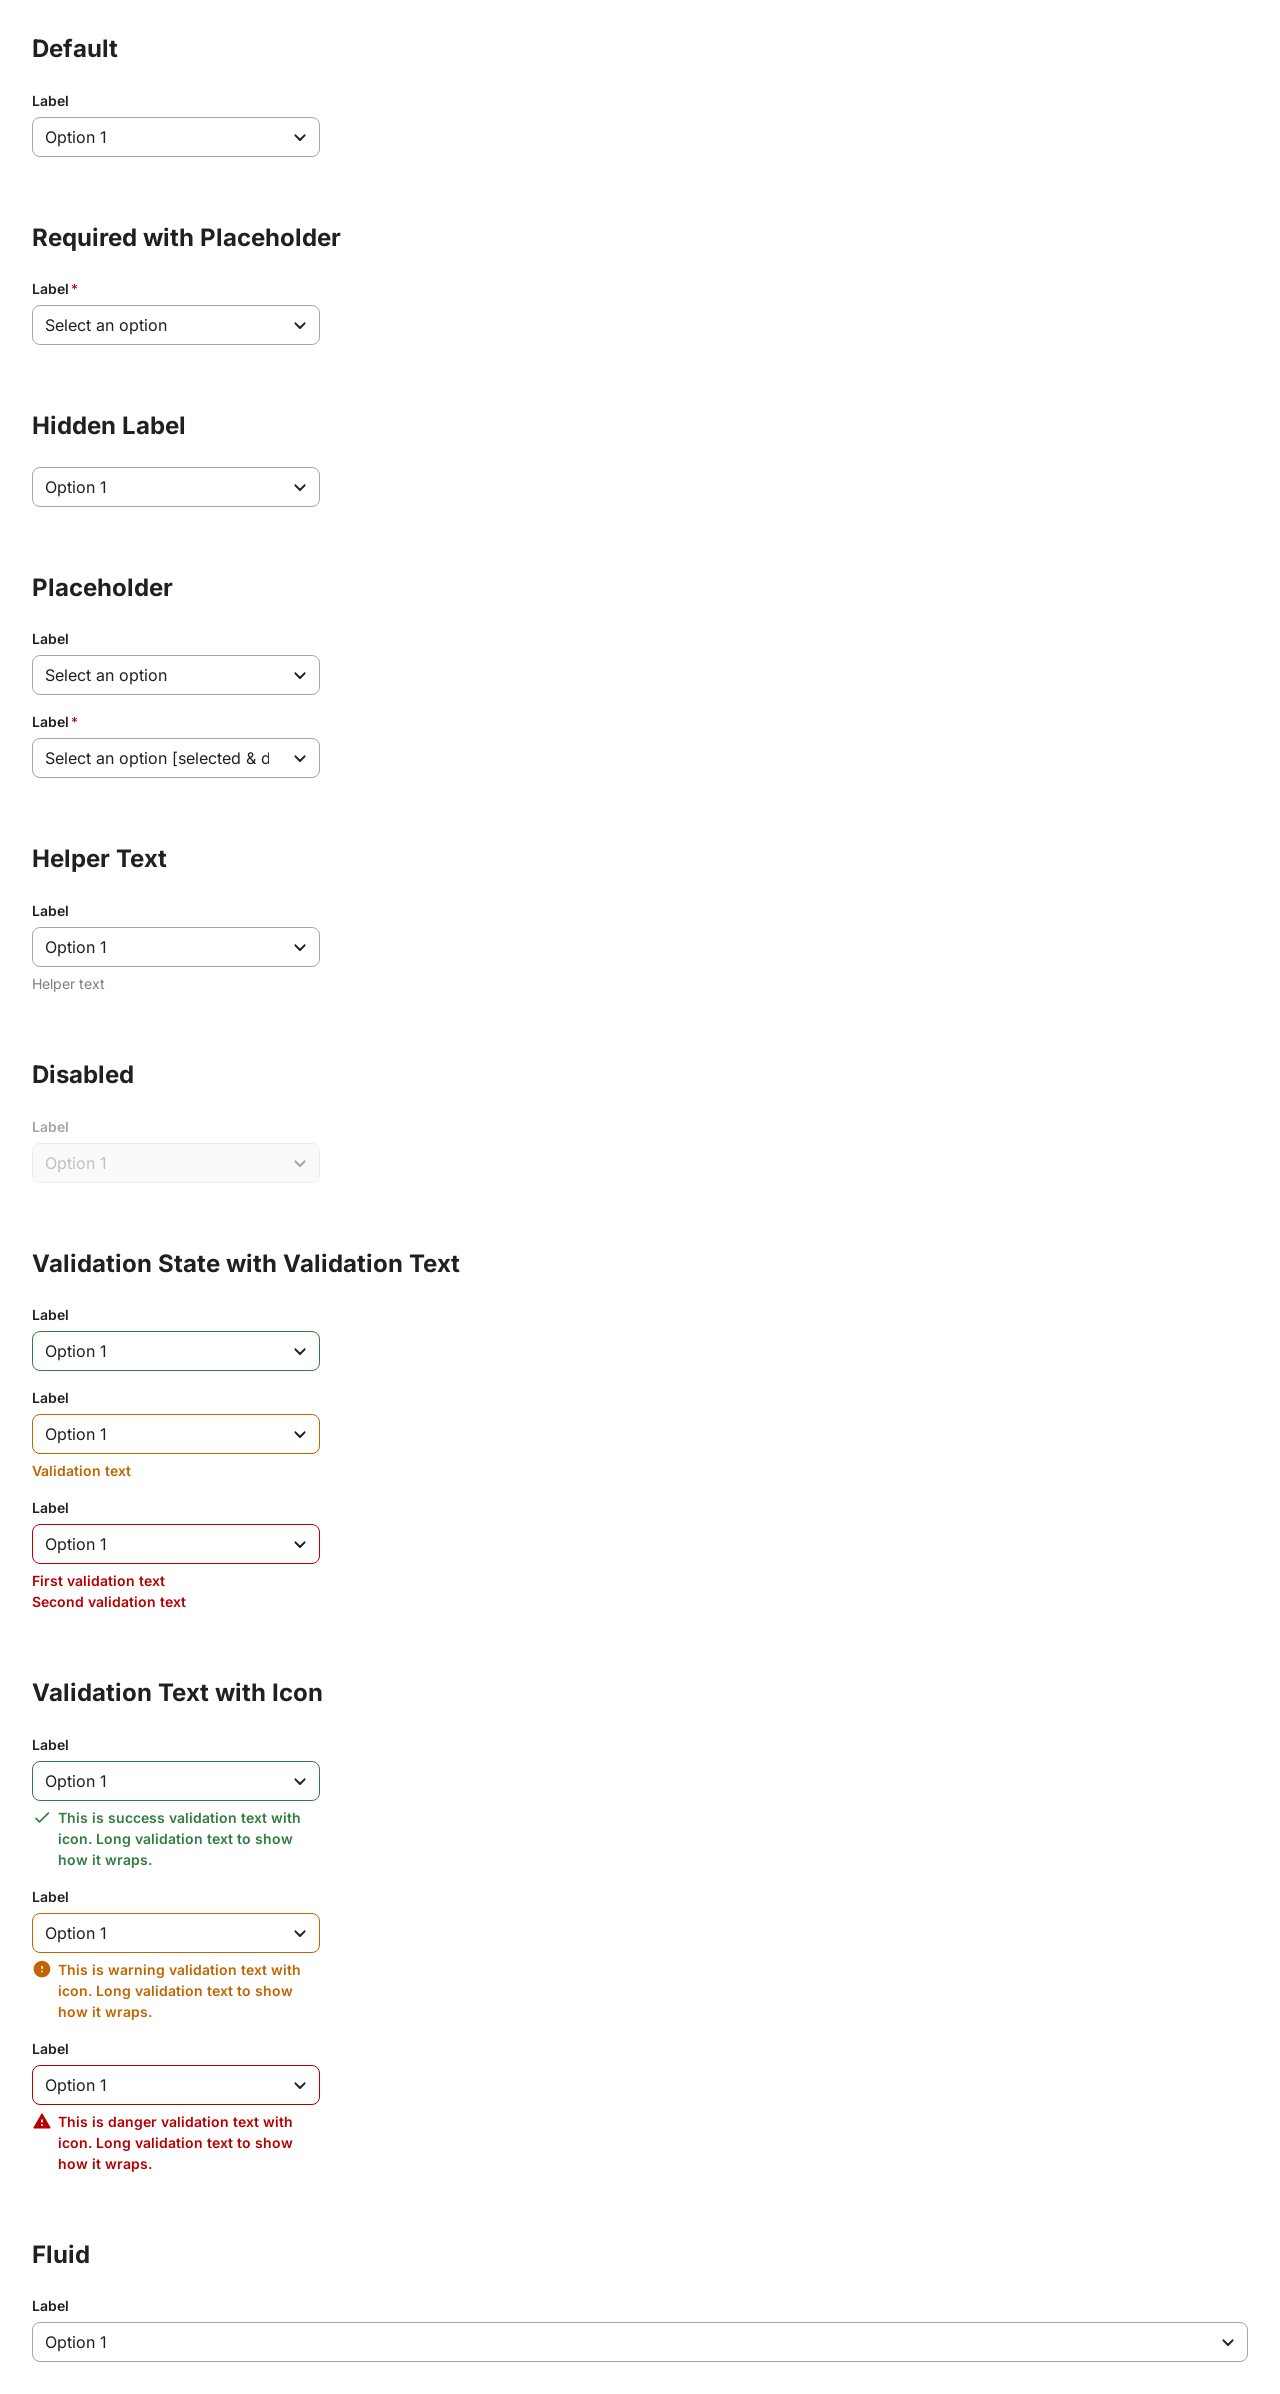 Default
Label
Option 1
Required with Placeholder
Label*
Select an option
Hidden Label
Option 1
Placeholder
Label
Select an option
Label*
Select an option [selected & d
Helper Text
Label
Option 1
Helper text
Disabled
Label
Option 1
Validation State with Validation Text
Label
Option 1
Label
Option 1
Validation text
Label
Option 1
First validation text
Second validation text
Validation Text with Icon
Label
Option 1
This is success validation text with
icon. Long validation text to show
how it wraps.
Label
Option 1
This is warning validation text with
icon. Long validation text to show
how it wraps.
Label
Option 1
This is danger validation text with
icon. Long validation text to show
how it wraps.
Fluid
Label
Option 1